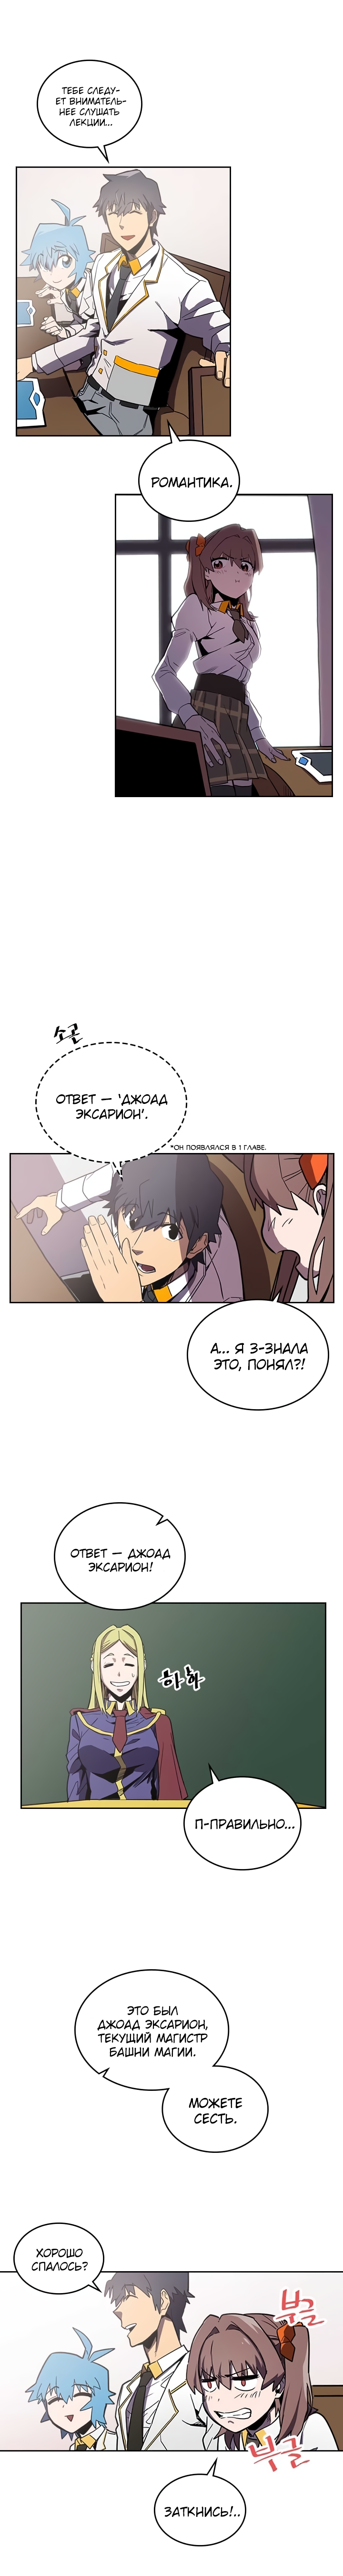 ТЕБЕ СЛЕДУ-
ЕТ ВНИМАТЕЛЬ-
НЕЕ СЛУШАТЬ
ЛЕКЦИИ...
РОМАНТИКА.
소곤
ОТВЕТ — 'ДЖОАД
ЭКСАРИОН'.
*ОН ПОЯВЛЯЛСЯ В 1 ГЛАВЕ.
А... Я З-ЗНАЛА
ЭТО, ПОНЯЛ?!
ОТВЕТ — ДЖОАД
ЭКСАРИОН!
하하
П-ПРАВИЛЬНО...
ЭТО БЫЛ
ДЖОАД ЭКСАРИОН,
ТЕКУЩИЙ МАГИСТР
БАШНИ МАГИИ.
МОЖЕТЕ
СЕСТЬ.
ХОРОШО
СПАЛОСЬ?
부글
부글
ЗАТКНИСЬ!..